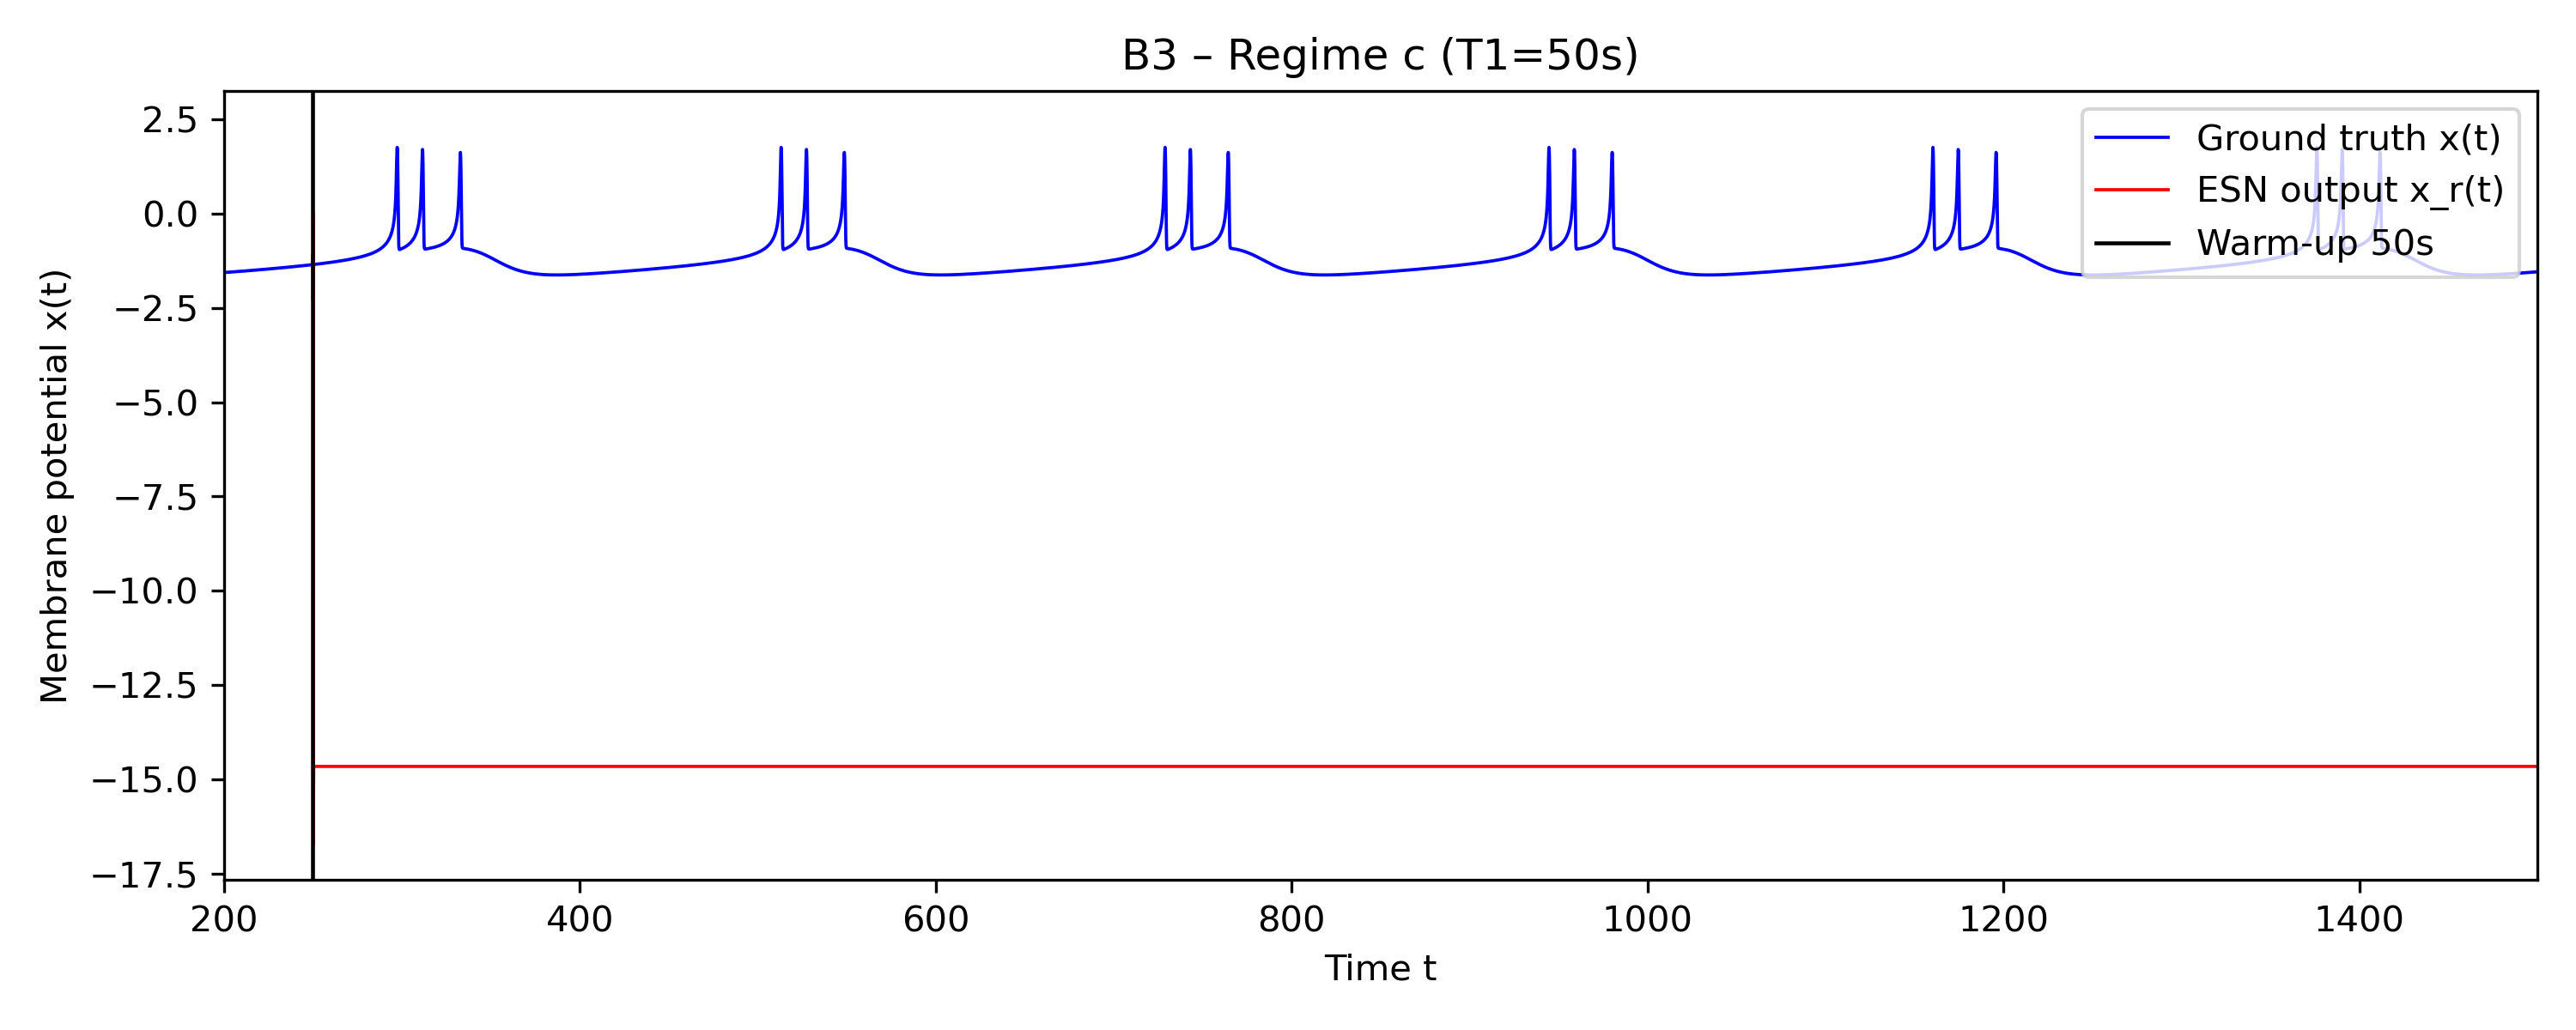 B3 – Regime c (T1=50s)
Membrane potential x(t)
2.5
0.0
−2.5
−5.0
−7.5
−10.0
−12.5
−15.0
−17.5
Ground truth x(t)
ESN output x_r(t)
Warm-up 50s
200 400 600 800 1000 1200 1400
Time t